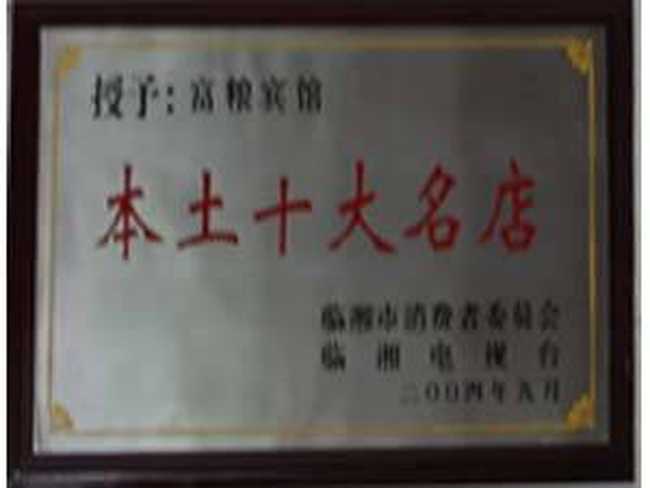 授予：富粮宾馆
本土十大名店
临湘市消费者委员会
临湘电视台
二00四年九月